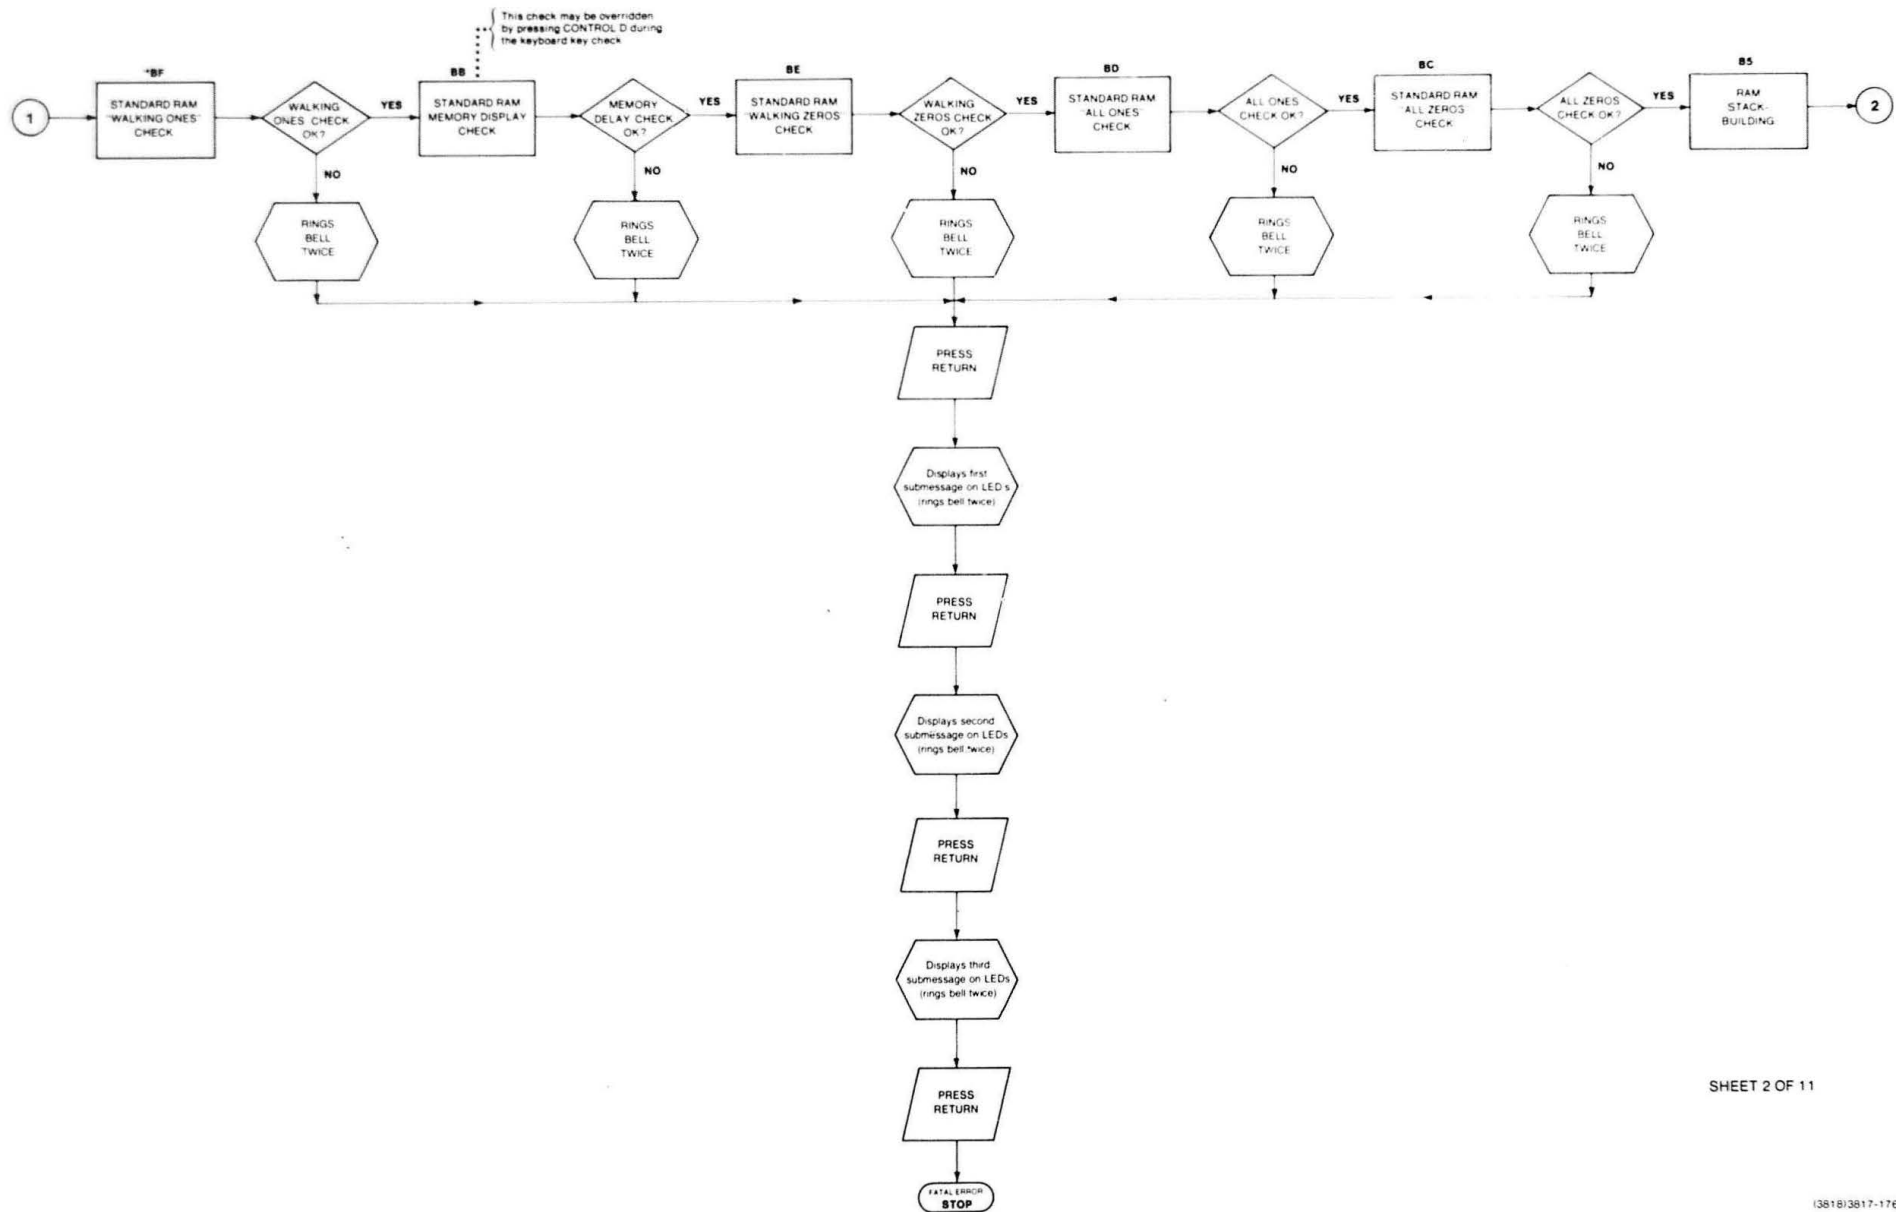 This check may be overridden
by pressing CONTROL D during
the keyboard key check
*BF
BB
BE
BD
BC
B5
1
STANDARD RAM
"WALKING ONES"
CHECK
WALKING
ONES CHECK
OK?
YES
STANDARD RAM
MEMORY DISPLAY
CHECK
MEMORY
DELAY CHECK
OK?
YES
STANDARD RAM
"WALKING ZEROS"
CHECK
WALKING
ZEROS CHECK
OK?
YES
STANDARD RAM
"ALL ONES"
CHECK
ALL ONES
CHECK OK?
YES
STANDARD RAM
"ALL ZEROS
CHECK
ALL ZEROS
CHECK OK?
YES
RAM
STACK-
BUILDING
2
NO
NO
NO
NO
NO
RINGS
BELL
TWICE
RINGS
BELL
TWICE
RINGS
BELL
TWICE
RINGS
BELL
TWICE
RINGS
BELL
TWICE
PRESS
RETURN
Displays first
submessage on LED s
(rings bell twice)
PRESS
RETURN
Displays second
submessage on LEDs
(rings bell twice)
PRESS
RETURN
Displays third
submessage on LEDs
(rings bell twice)
PRESS
RETURN
FATAL ERROR
STOP
SHEET 2 OF 11
(3818)3817-176